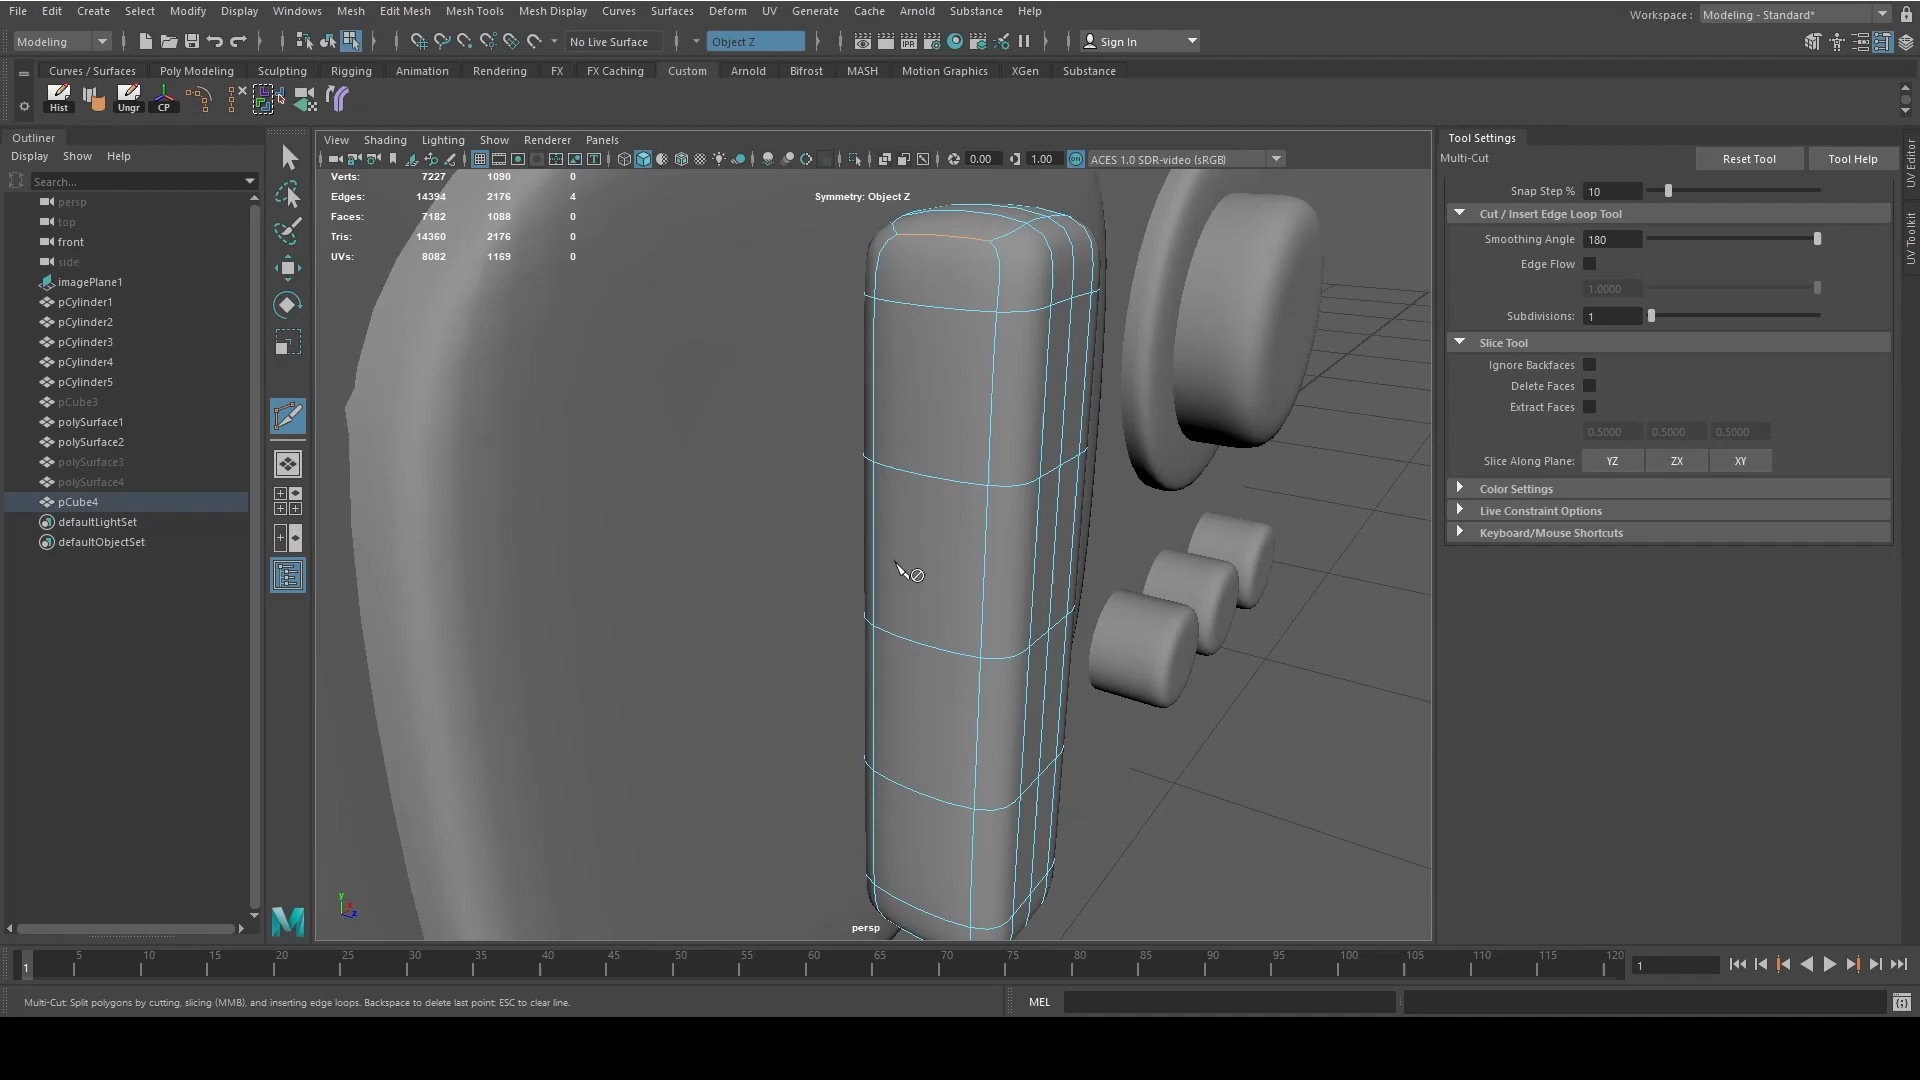 File Edit Create Select Modify Display Windows Mesh Edit Mesh Mesh Tools Mesh Display Curves Surfaces Deform UV Generate Cache Arnold Substance Help
Workspace : Modeling - Standard*
Modeling No Live Surface Object Z Sign In
Curves / Surfaces Poly Modeling Sculpting Rigging Animation Rendering FX FX Caching Custom Arnold Bifrost MASH Motion Graphics XGen Substance
Hist Ungr CP
Outliner
Display Show Help
Search...
persp
top
front
side
imagePlane1
pCylinder1
pCylinder2
pCylinder3
pCylinder4
pCylinder5
pCube3
polySurface1
polySurface2
polySurface3
polySurface4
pCube4
defaultLightSet
defaultObjectSet
View Shading Lighting Show Renderer Panels
0.00 1.00 ACES 1.0 SDR-video (sRGB)
Verts: 7227 1090 0
Edges: 14394 2176 4
Faces: 7182 1088 0
Tris: 14360 2176 0
UVs: 8082 1169 0
Symmetry: Object Z
persp
Tool Settings
Multi-Cut Reset Tool Tool Help
Snap Step % 10
Cut / Insert Edge Loop Tool
Smoothing Angle 180
Edge Flow
1.0000
Subdivisions: 1
Slice Tool
Ignore Backfaces
Delete Faces
Extract Faces
0.5000 0.5000 0.5000
Slice Along Plane: YZ ZX XY
Color Settings
Live Constraint Options
Keyboard/Mouse Shortcuts
UV Editor
UV Toolkit
1 5 10 15 20 25 30 35 40 45 50 55 60 65 70 75 80 85 90 95 100 105 110 115 120
1
Multi-Cut: Split polygons by cutting, slicing (MMB), and inserting edge loops. Backspace to delete last point; ESC to clear line.
MEL